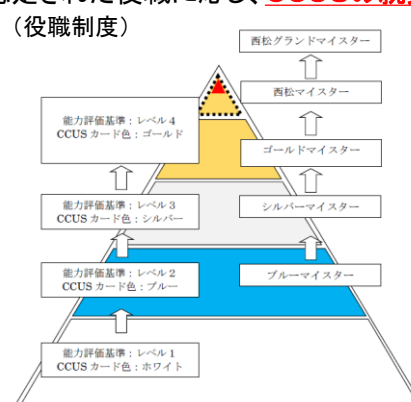 認定された役職に応じ、CCUSの就
（役職制度）
西松グランドマイスター
西松マイスター
能力評価基準：レベル４
CCUS カード色：ゴールド
ゴールドマイスター
能力評価基準：レベル３
CCUS カード色：シルバー
シルバーマイスター
能力評価基準：レベル２
CCUS カード色：ブルー
ブルーマイスター
能力評価基準：レベル１
CCUS カード色：ホワイト